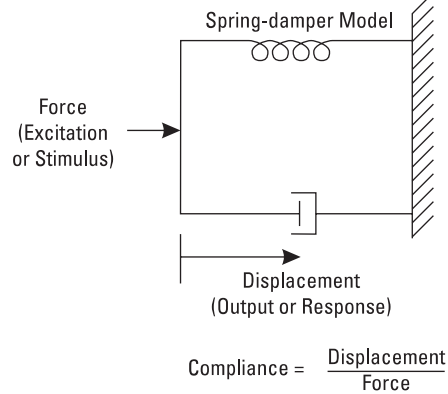 Spring-damper Model
Force
(Excitation
or Stimulus)
Displacement
(Output or Response)
Compliance = Displacement
Force